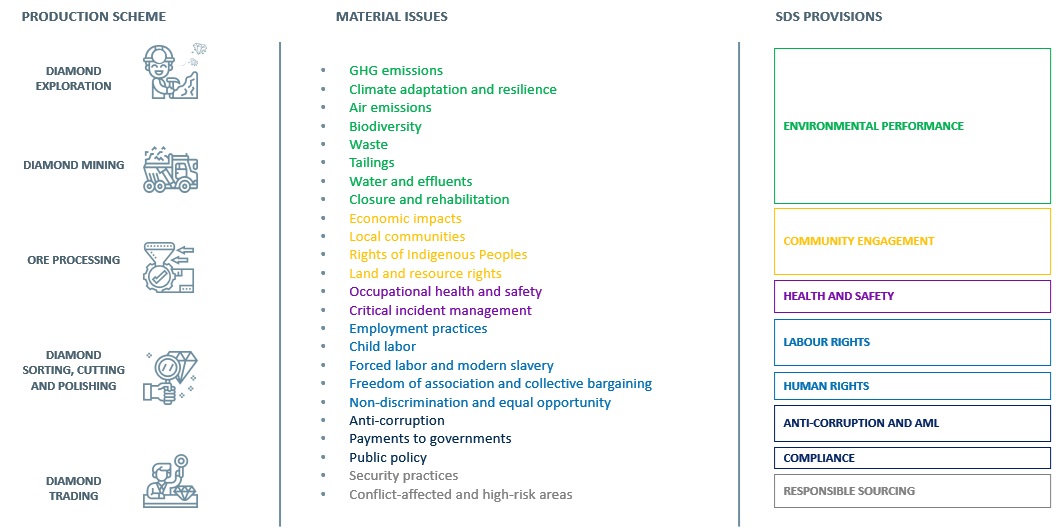 PRODUCTION SCHEME
MATERIAL ISSUES
SDS PROVISIONS
DIAMOND
EXPLORATION
DIAMOND MINING
ORE PROCESSING
DIAMOND
SORTING, CUTTING
AND POLISHING
DIAMOND
TRADING
• GHG emissions
• Climate adaptation and resilience
• Air emissions
• Biodiversity
• Waste
• Tailings
• Water and effluents
• Closure and rehabilitation
• Economic impacts
• Local communities
• Rights of Indigenous Peoples
• Land and resource rights
• Occupational health and safety
• Critical incident management
• Employment practices
• Child labor
• Forced labor and modern slavery
• Freedom of association and collective bargaining
• Non-discrimination and equal opportunity
• Anti-corruption
• Payments to governments
• Public policy
• Security practices
• Conflict-affected and high-risk areas
ENVIRONMENTAL PERFORMANCE
COMMUNITY ENGAGEMENT
HEALTH AND SAFETY
LABOUR RIGHTS
HUMAN RIGHTS
ANTI-CORRUPTION AND AML
COMPLIANCE
RESPONSIBLE SOURCING